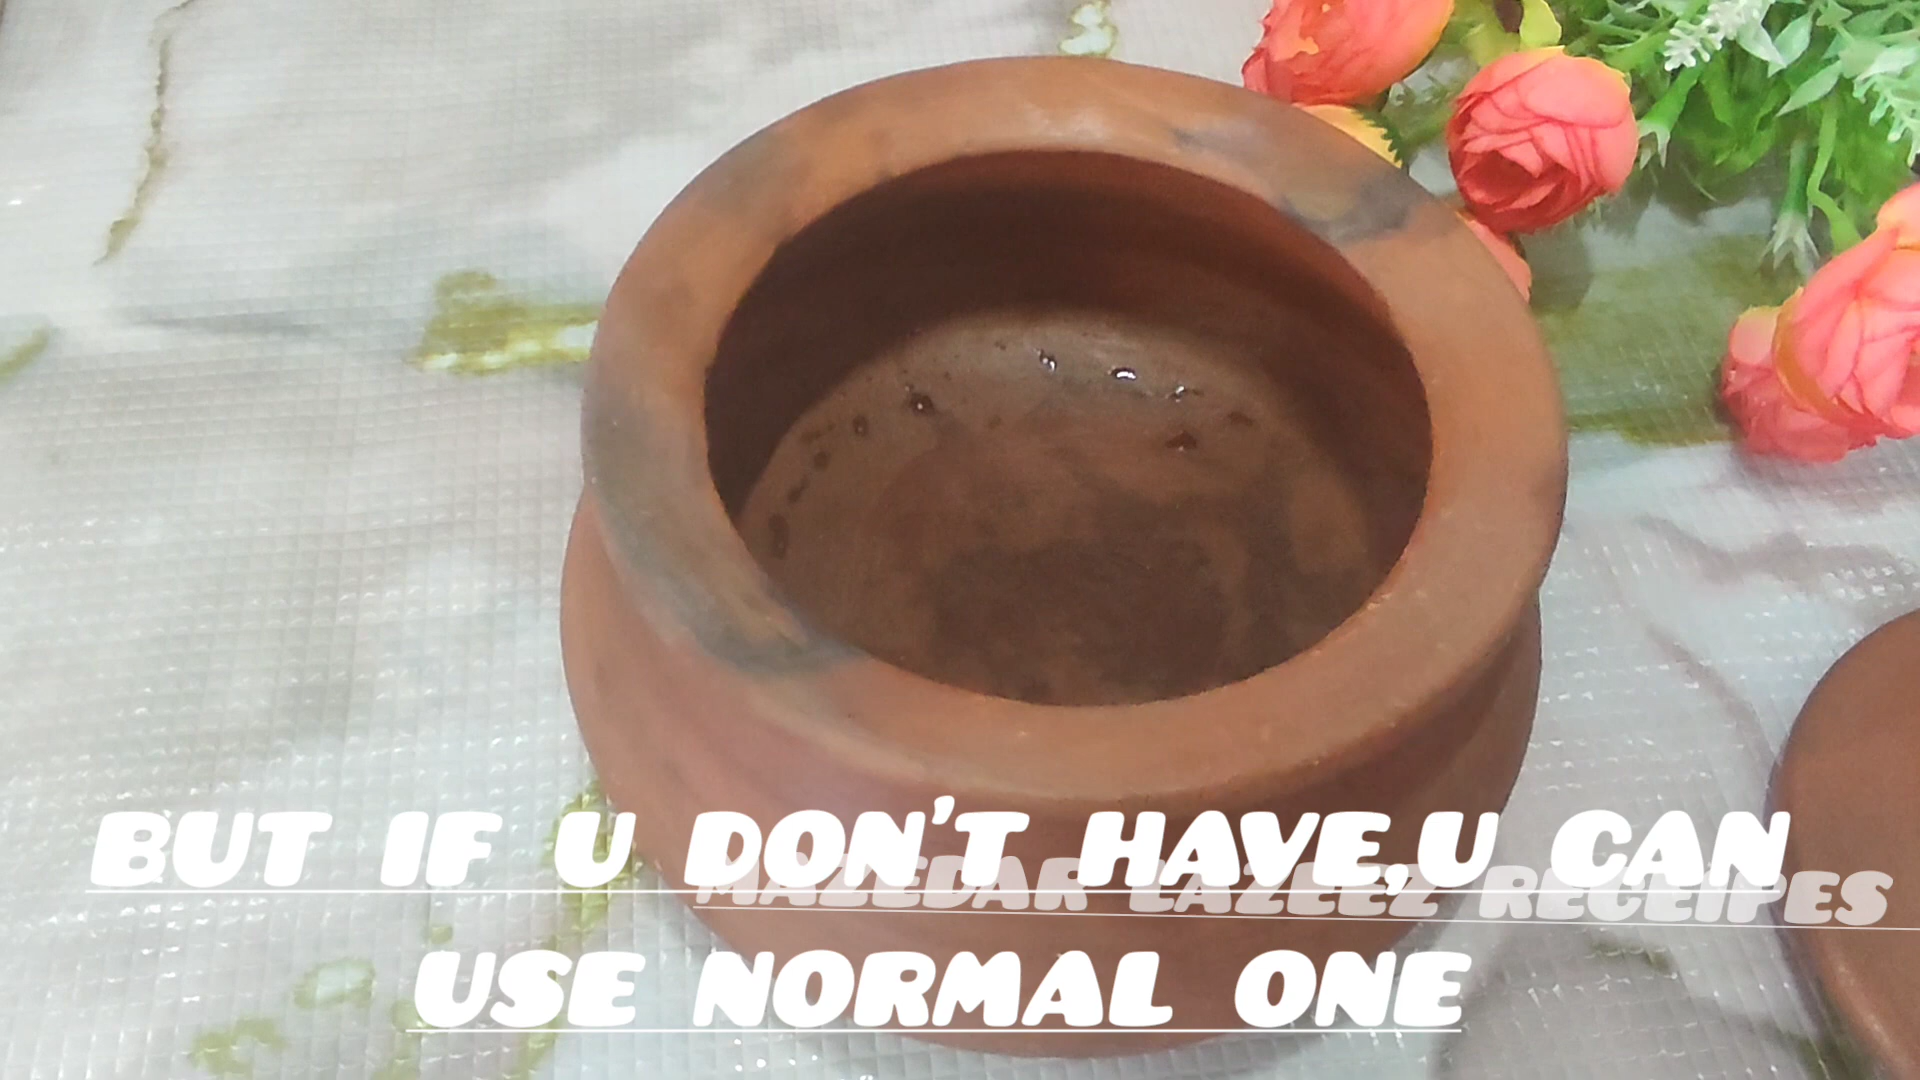 BUT IF U DON'T HAVE,U CAN
MAZEDAR LAZEEZ RECEIPES
USE NORMAL ONE